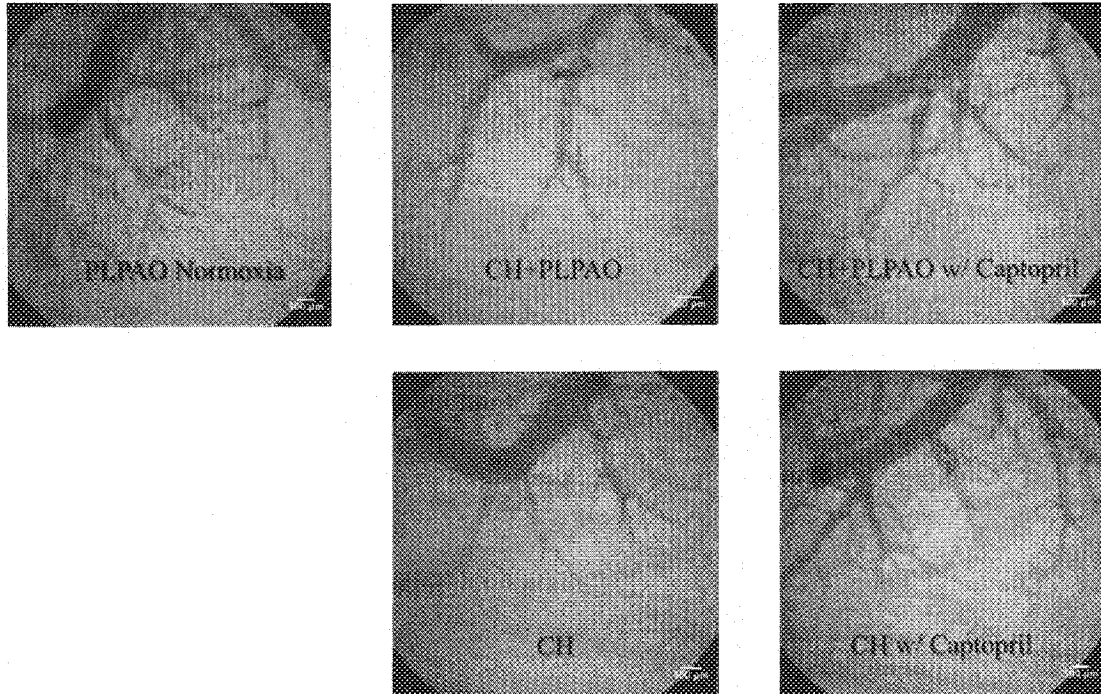 PLPAO Normoxia
CH+PLPAO
CH+PLPAO w/ Captopril
CH
CH w/ Captopril